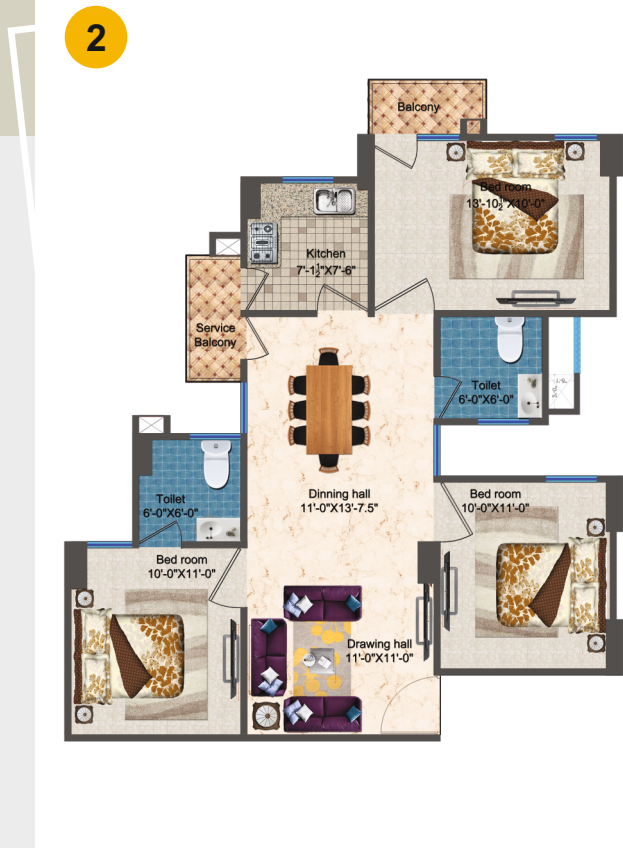 2
Balcony
Bed room
13'-10½"X10'-0"
Kitchen
7'-1½"X7'-6"
Service
Balcony
Toilet
6'-0"X6'-0"
Dinning hall
11'-0"X13'-7.5"
Bed room
10'-0"X11'-0"
Toilet
6'-0"X6'-0"
Bed room
10'-0"X11'-0"
Drawing hall
11'-0"X11'-0"